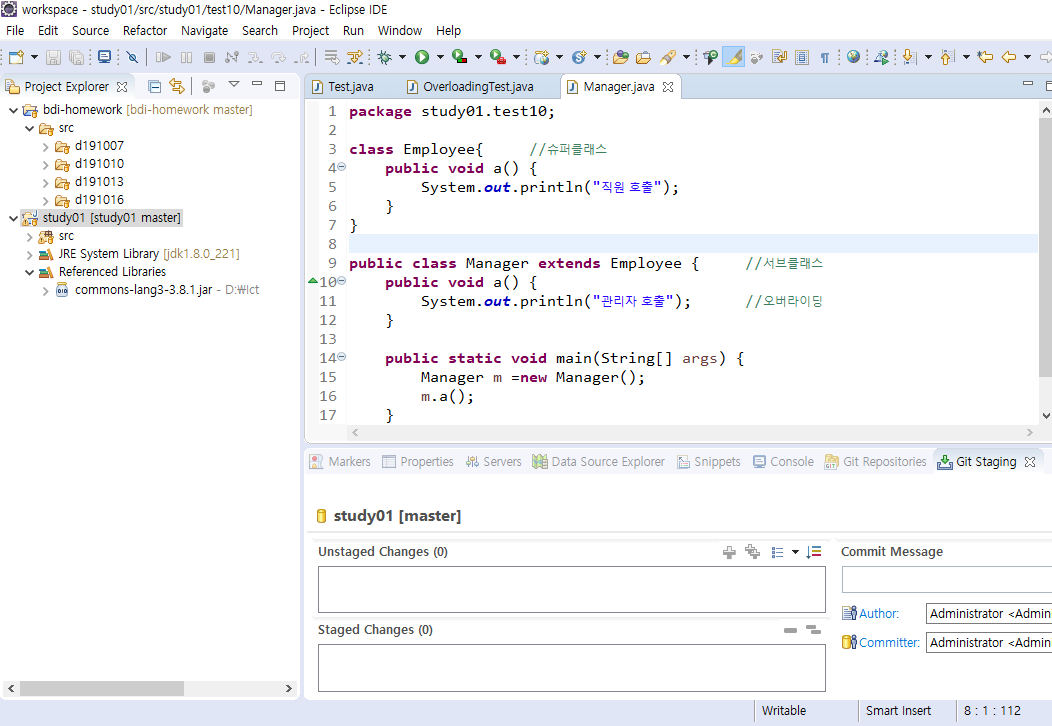 workspace - study01/src/study01/test10/Manager.java - Eclipse IDE
File Edit Source Refactor Navigate Search Project Run Window Help
Project Explorer
bdi-homework [bdi-homework master]
src
d191007
d191010
d191013
d191016
study01 [study01 master]
src
JRE System Library [jdk1.8.0_221]
Referenced Libraries
commons-lang3-3.8.1.jar - D:₩Ict
Test.java OverloadingTest.java Manager.java
1 package study01.test10;
2
3 class Employee{ //슈퍼클래스
4 public void a() {
5 System.out.println("직원 호출");
6 }
7 }
8
9 public class Manager extends Employee { //서브클래스
10 public void a() {
11 System.out.println("관리자 호출"); //오버라이딩
12 }
13
14 public static void main(String[] args) {
15 Manager m =new Manager();
16 m.a();
17 }
Markers Properties Servers Data Source Explorer Snippets Console Git Repositories Git Staging
study01 [master]
Unstaged Changes (0)
Staged Changes (0)
Commit Message
Author: Administrator <Admin
Committer: Administrator <Admin
Writable Smart Insert 8 : 1 : 112